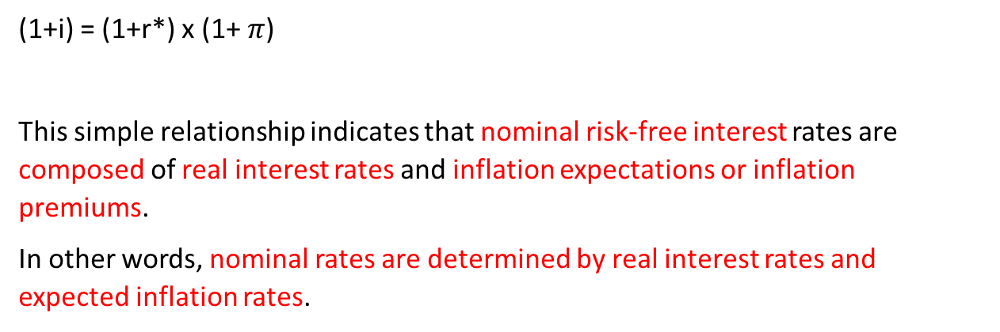 (1+i) = (1+r*) x (1+ 𝜋)
This simple relationship indicates that nominal risk-free interest rates are
composed of real interest rates and inflation expectations or inflation
premiums.
In other words, nominal rates are determined by real interest rates and
expected inflation rates.